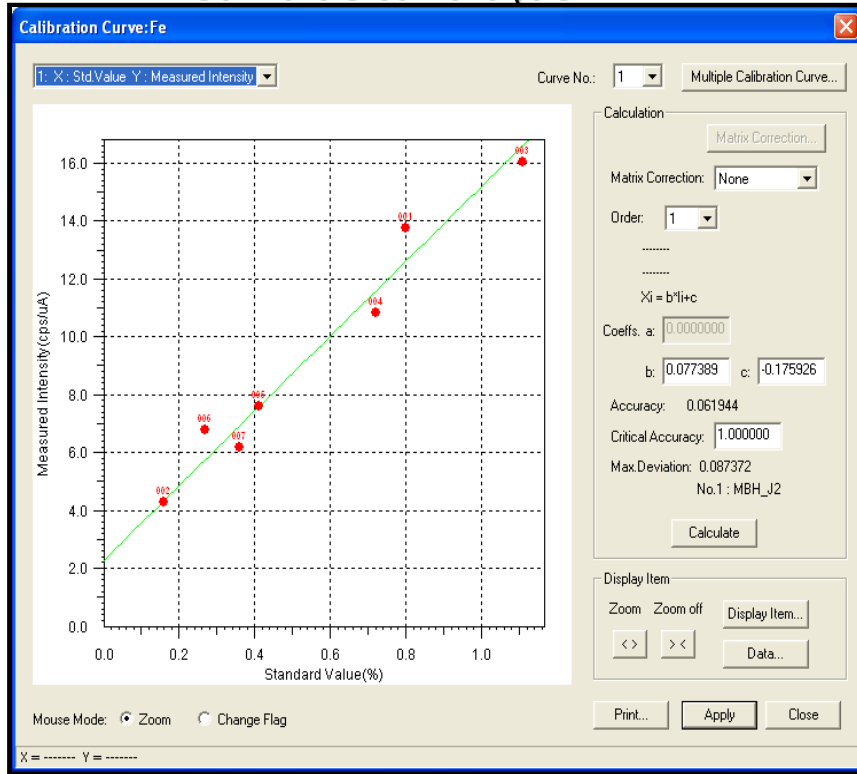 Calibration Curve:Fe
1: X : Std.Value Y : Measured Intensity
Curve No.: 1 Multiple Calibration Curve...
Measured Intensity(cps/uA)
16.0
14.0
12.0
10.0
8.0
6.0
4.0
2.0
0.0
003
001
004
005
006
007
002
0.0 0.2 0.4 0.6 0.8 1.0
Standard Value(%)
Calculation
Matrix Correction...
Matrix Correction: None
Order: 1
--------
--------
Xi = b*Ii+c
Coeffs. a: 0.0000000
b: 0.077389 c: -0.175926
Accuracy: 0.061944
Critical Accuracy: 1.000000
Max.Deviation: 0.087372
No.1 : MBH_J2
Calculate
Display Item
Zoom Zoom off Display Item...
< > > < Data...
Mouse Mode: Zoom Change Flag
Print... Apply Close
X = ------- Y = -------